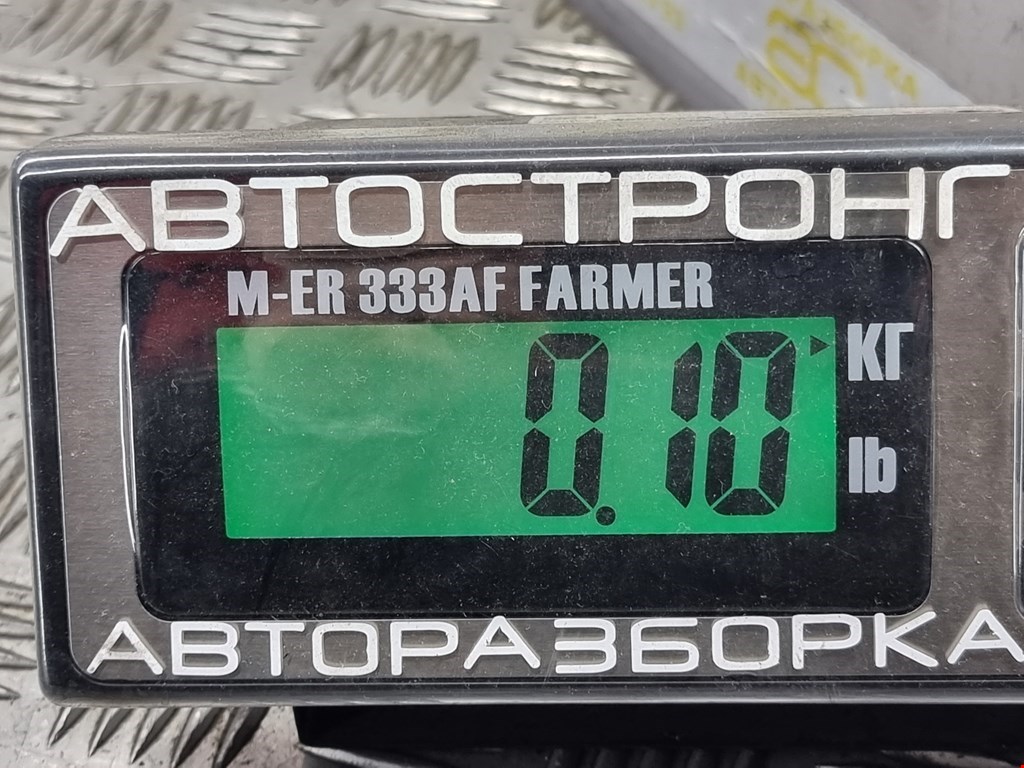 АВТОСТРОНГ
M-ER 333AF FARMER
0.10
КГ
lb
АВТОРАЗБОРКА